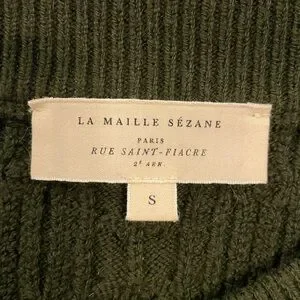 LA MAILLE SÉZANE
PARIS
RUE SAINT-FIACRE
2ᴱ ARR
S